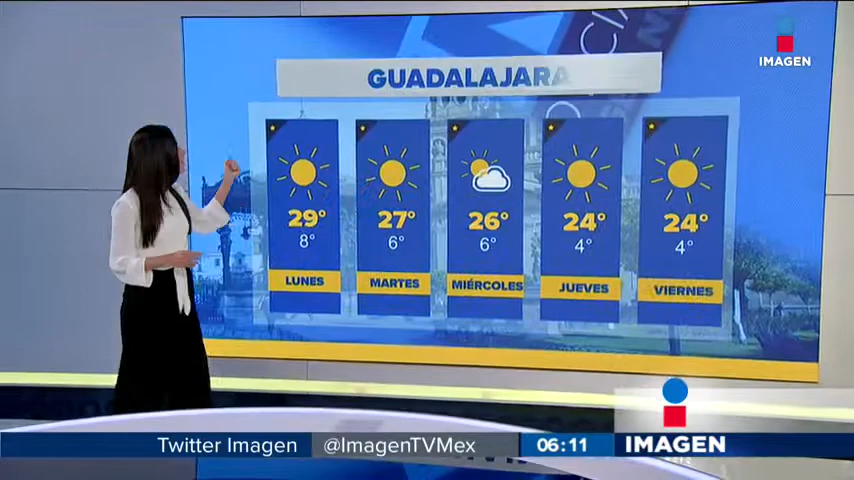 IMAGEN
GUADALAJARA
29° 27° 26° 24° 24°
8° 6° 6° 4° 4°
LUNES MARTES MIÉRCOLES JUEVES VIERNES
Twitter Imagen @ImagenTVMex 06:11 IMAGEN